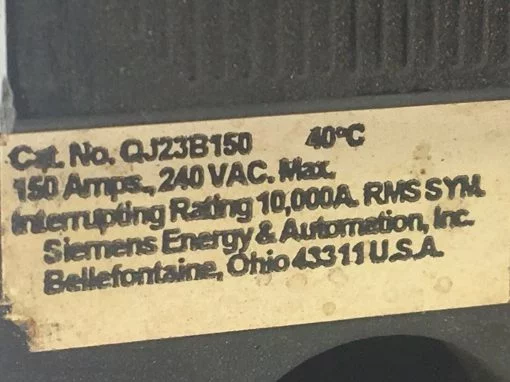 Cat. No. QJ23B150 40°C
150 Amps., 240 VAC. Max.
Interrupting Rating 10,000A. RMS SYM.
Siemens Energy & Automation, Inc.
Bellefontaine, Ohio 43311 U.S.A.